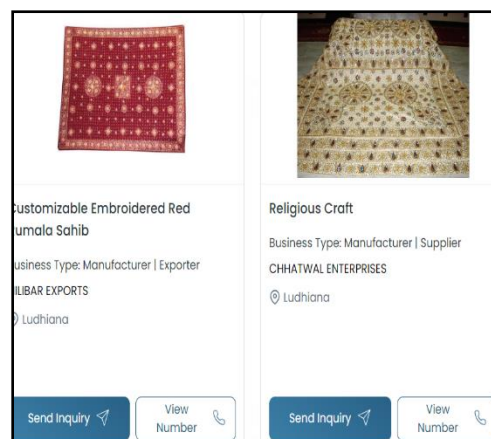 ustomizable Embroidered Red
umala Sahib
usiness Type: Manufacturer | Exporter
ILIBAR EXPORTS
Ludhiana
Send Inquiry
View
Number
Religious Craft
Business Type: Manufacturer | Supplier
CHHATWAL ENTERPRISES
Ludhiana
Send Inquiry
View
Number